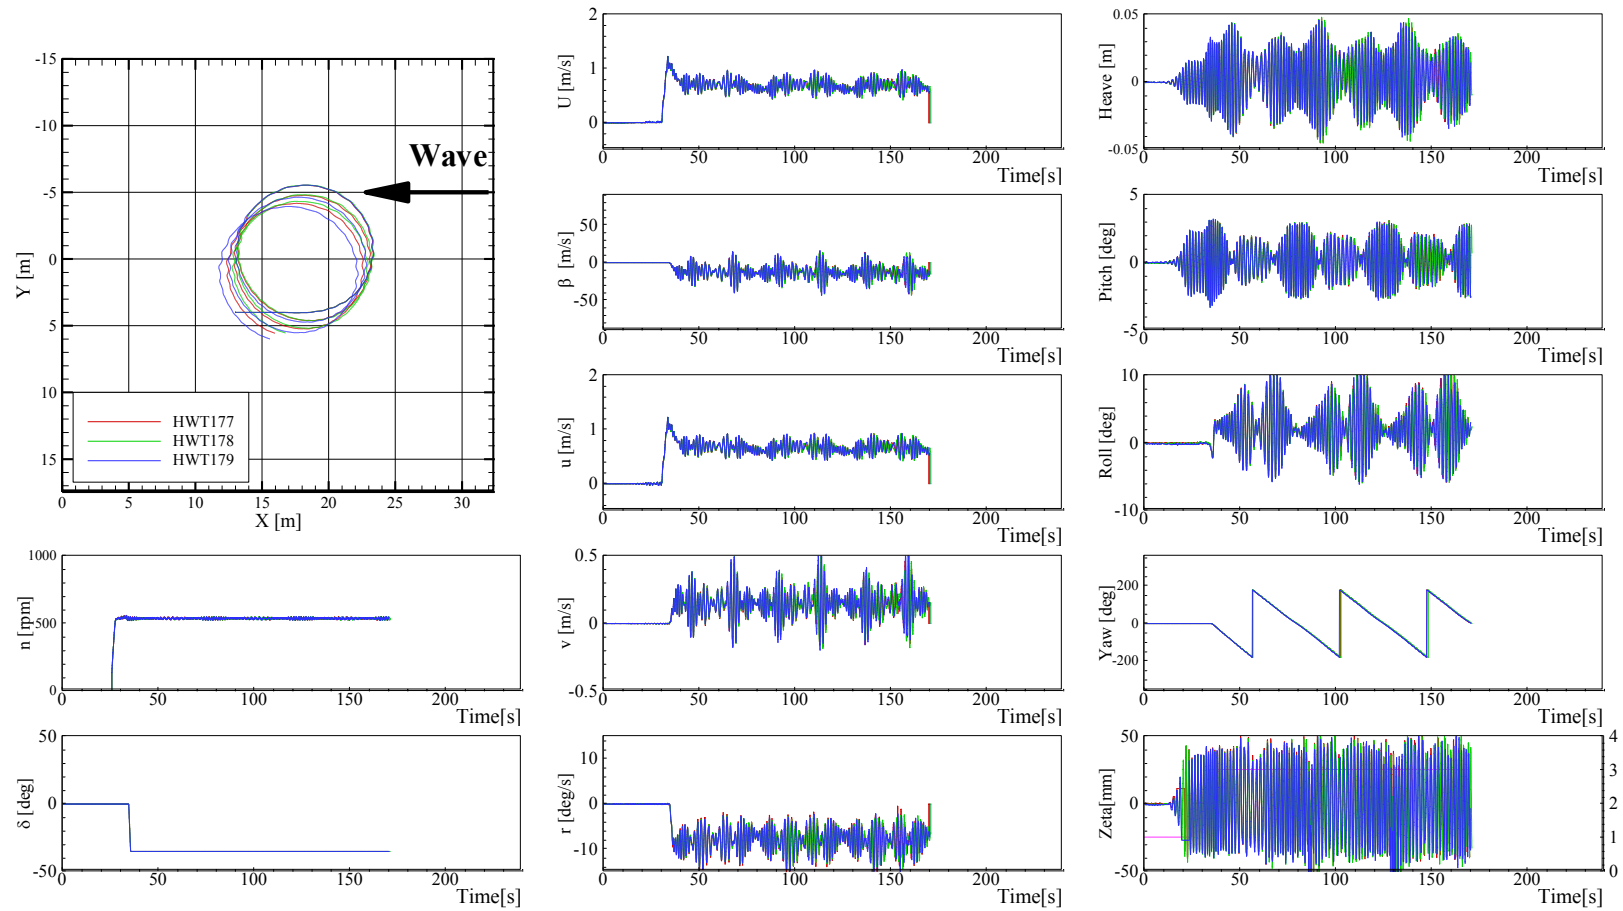 -15
-10
-5
0
5
10
15
Y [m]
0 5 10 15 20 25 30
X [m]
Wave
HWT177
HWT178
HWT179
2
1
0
U [m/s]
0 50 100 150 200
Time[s]
0.05
0
-0.05
Heave [m]
0 50 100 150 200
Time[s]
50
0
-50
β [m/s]
0 50 100 150 200
Time[s]
5
0
-5
Pitch [deg]
0 50 100 150 200
Time[s]
2
1
0
u [m/s]
0 50 100 150 200
Time[s]
10
0
-10
Roll [deg]
0 50 100 150 200
Time[s]
1000
500
0
n [rpm]
0 50 100 150 200
Time[s]
0.5
0
-0.5
v [m/s]
0 50 100 150 200
Time[s]
200
0
-200
Yaw [deg]
0 50 100 150 200
Time[s]
50
0
-50
δ [deg]
0 50 100 150 200
Time[s]
10
0
-10
r [deg/s]
0 50 100 150 200
Time[s]
50
0
-50
Zeta[mm]
4
3
2
1
0
0 50 100 150 200
Time[s]